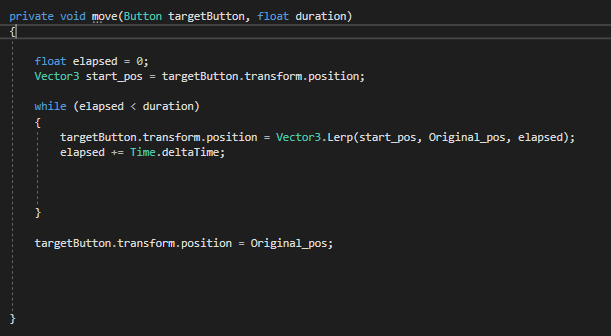 private void move(Button targetButton, float duration)
{
float elapsed = 0;
Vector3 start_pos = targetButton.transform.position;
while (elapsed < duration)
{
targetButton.transform.position = Vector3.Lerp(start_pos, Original_pos, elapsed);
elapsed += Time.deltaTime;
}
targetButton.transform.position = Original_pos;
}